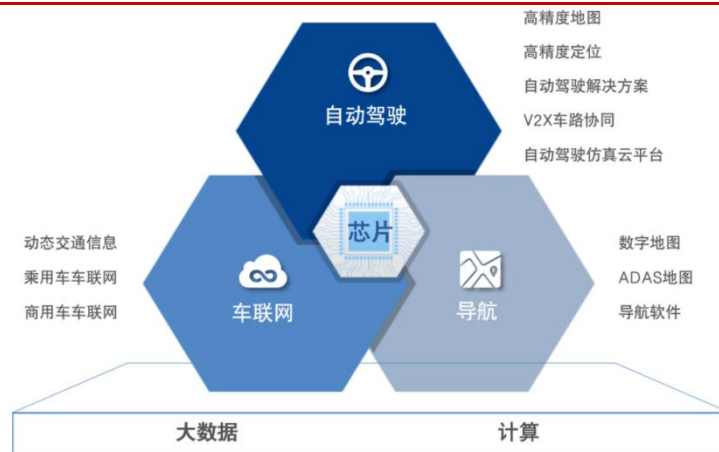 高精度地图
高精度定位
自动驾驶解决方案
V2X车路协同
自动驾驶仿真云平台
自动驾驶
芯片
动态交通信息
乘用车车联网
商用车车联网
车联网
导航
数字地图
ADAS地图
导航软件
大数据
计算